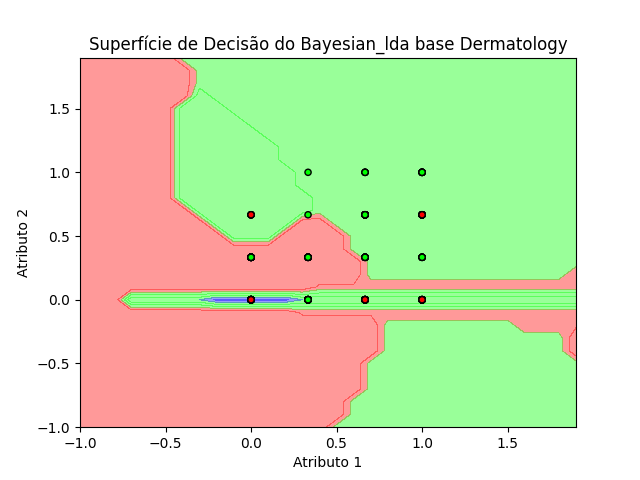 Superfície de Decisão do Bayesian_lda base Dermatology
1.5
1.0
0.5
0.0
−0.5
−1.0
Atributo 2
−1.0 −0.5 0.0 0.5 1.0 1.5
Atributo 1